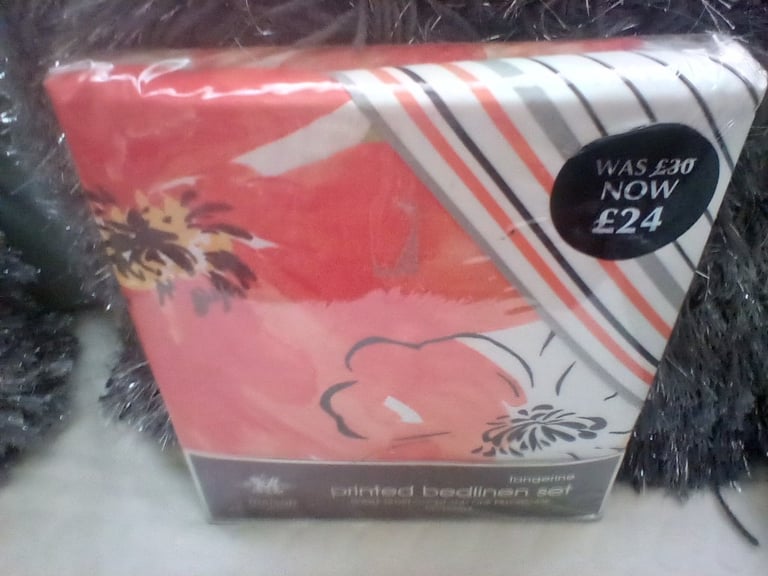 WAS £30
NOW
£24
tangerine
printed bedlinen set